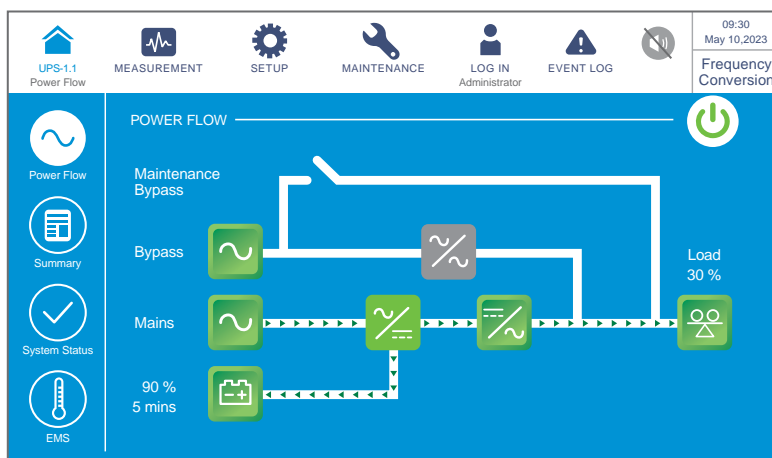 09:30
May 10,2023
UPS-1.1
Power Flow
MEASUREMENT
SETUP
MAINTENANCE
LOG IN
Administrator
EVENT LOG
Frequency
Conversion
POWER FLOW
Power Flow
Summary
System Status
EMS
Maintenance
Bypass
Bypass
Mains
90 %
5 mins
Load
30 %